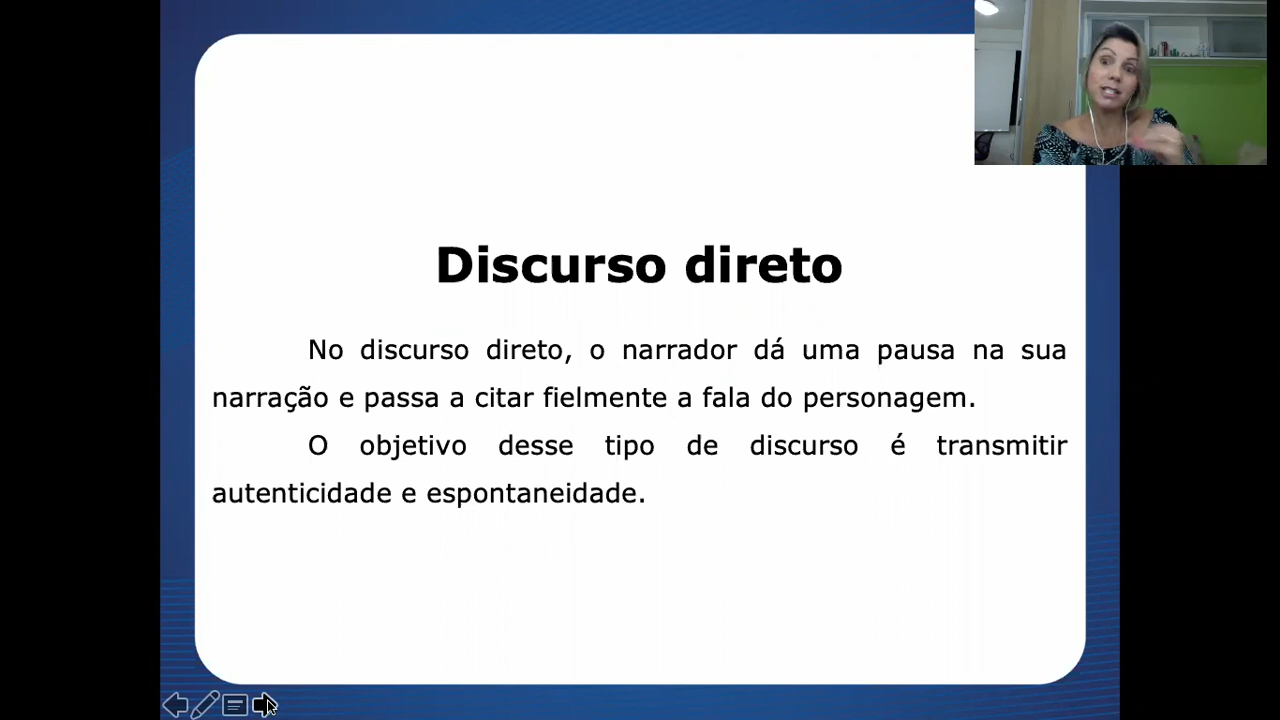 Discurso direto
No discurso direto, o narrador dá uma pausa na sua
narração e passa a citar fielmente a fala do personagem.
O objetivo desse tipo de discurso é transmitir
autenticidade e espontaneidade.